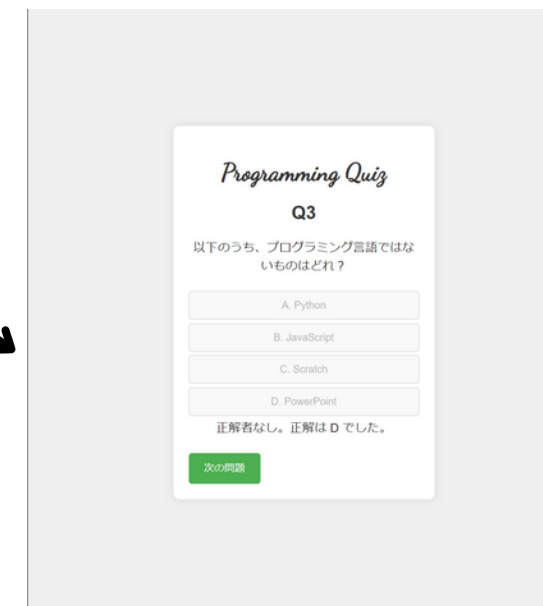 Programming Quiz
Q3
以下のうち、プログラミング言語ではな
いものはどれ？
A. Python
B. JavaScript
C. Scratch
D. PowerPoint
正解者なし。正解は D でした。
次の問題